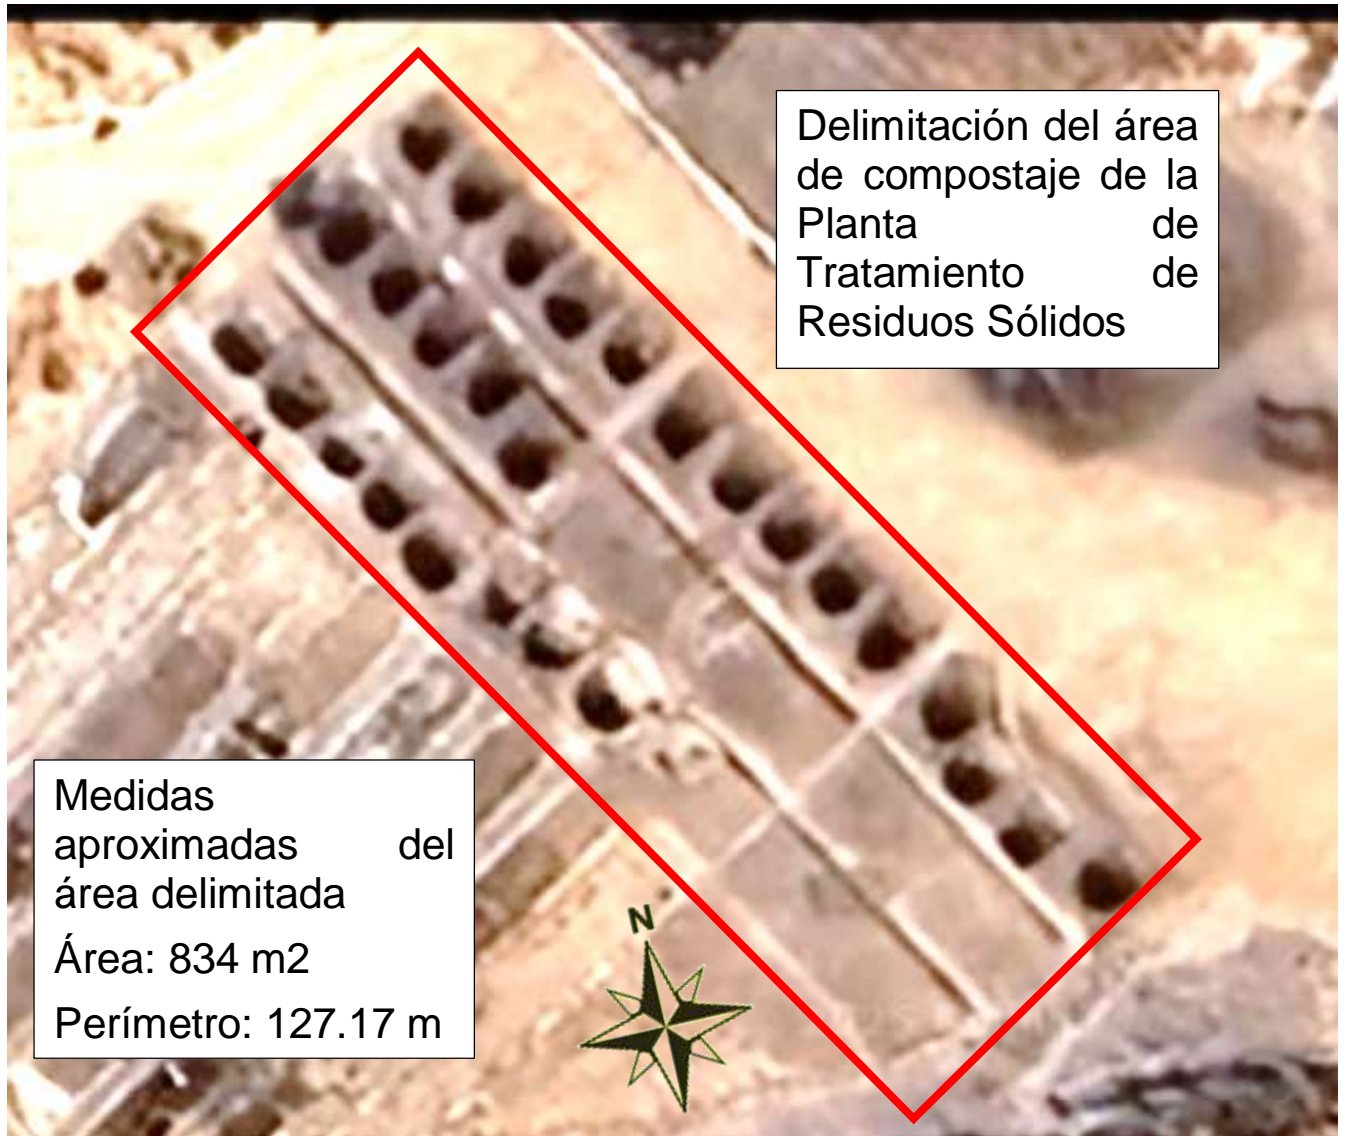 Delimitación del área
de compostaje de la
Planta de
Tratamiento de
Residuos Sólidos
Medidas
aproximadas del
área delimitada
Área: 834 m2
Perímetro: 127.17 m
N